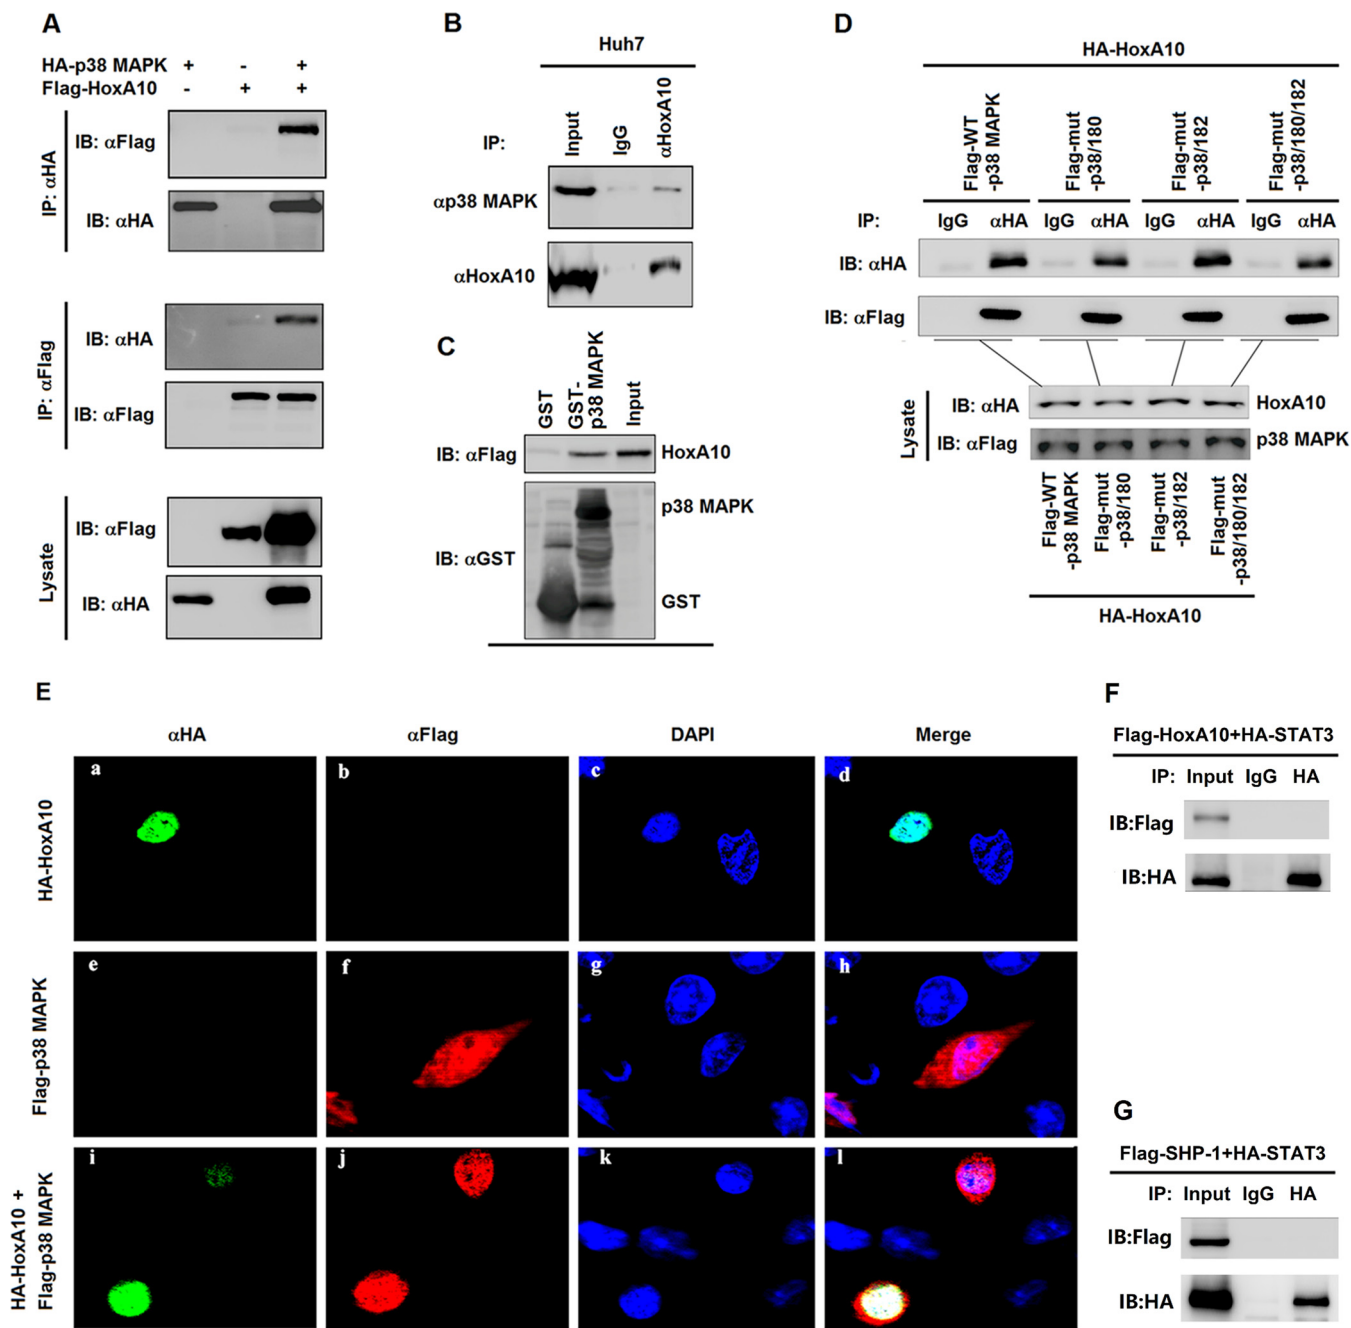 A
HA-p38 MAPK + - +
Flag-HoxA10 - + +
IP: αHA
IB: αFlag
IB: αHA
IP: αFlag
IB: αHA
IB: αFlag
Lysate
IB: αFlag
IB: αHA
B
Huh7
IP:
Input
IgG
αHoxA10
αp38 MAPK
αHoxA10
C
GST
GST-
p38 MAPK
Input
IB: αFlag
HoxA10
p38 MAPK
IB: αGST
GST
D
HA-HoxA10
Flag-WT
-p38 MAPK
Flag-mut
-p38/180
Flag-mut
-p38/182
Flag-mut
-p38/180/182
IP: IgG αHA IgG αHA IgG αHA IgG αHA
IB: αHA
IB: αFlag
Lysate
IB: αHA
HoxA10
IB: αFlag
p38 MAPK
Flag-WT
-p38 MAPK
Flag-mut
-p38/180
Flag-mut
-p38/182
Flag-mut
-p38/180/182
HA-HoxA10
E
αHA αFlag DAPI Merge
HA-HoxA10
a b c d
Flag-p38 MAPK
e f g h
HA-HoxA10 +
Flag-p38 MAPK
i j k l
F
Flag-HoxA10+HA-STAT3
IP: Input IgG HA
IB:Flag
IB:HA
G
Flag-SHP-1+HA-STAT3
IP: Input IgG HA
IB:Flag
IB:HA